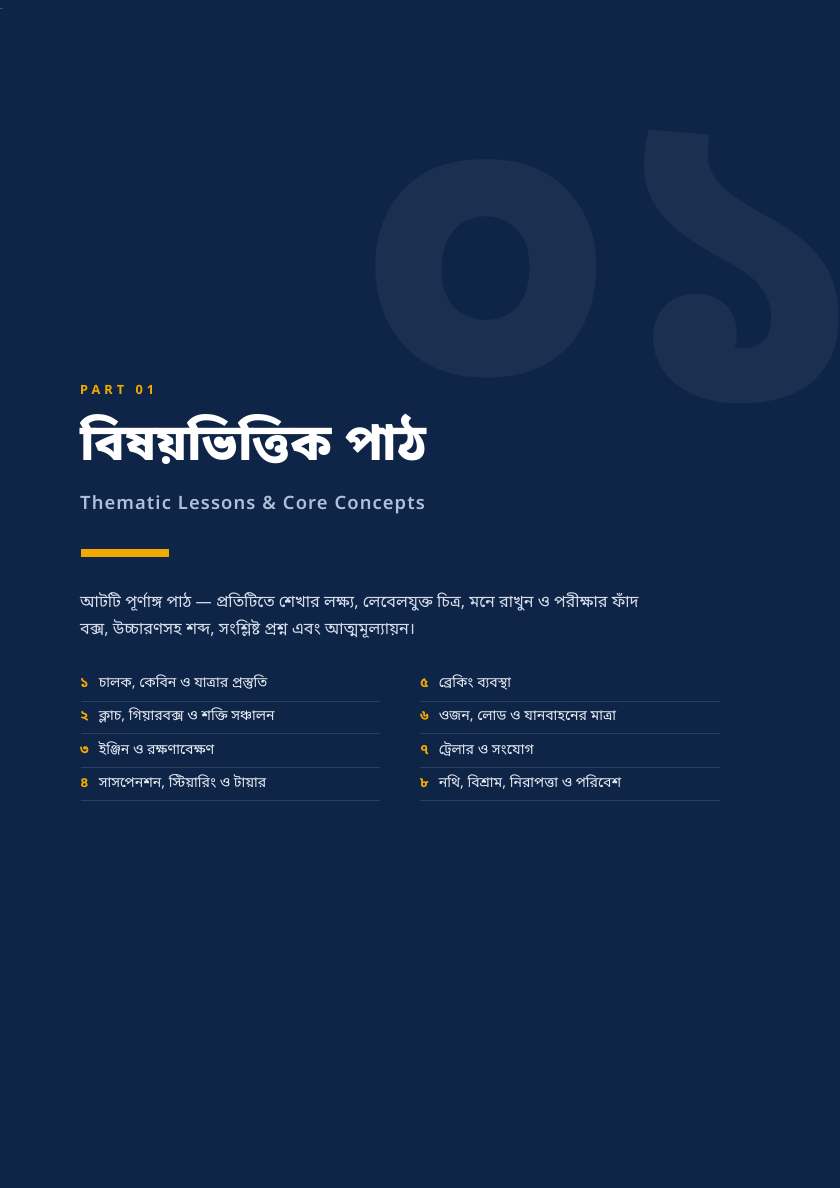 ০১
PART 01
বিষয়ভিত্তিক পাঠ
Thematic Lessons & Core Concepts
আটটি পূর্ণাঙ্গ পাঠ — প্রতিটিতে শেখার লক্ষ্য, লেবেলযুক্ত চিত্র, মনে রাখুন ও পরীক্ষার ফাঁদ
বক্স, উচ্চারণসহ শব্দ, সংশ্লিষ্ট প্রশ্ন এবং আত্মমূল্যায়ন।
১ চালক, কেবিন ও যাত্রার প্রস্তুতি
২ ক্লাচ, গিয়ারবক্স ও শক্তি সঞ্চালন
৩ ইঞ্জিন ও রক্ষণাবেক্ষণ
৪ সাসপেনশন, স্টিয়ারিং ও টায়ার
৫ ব্রেকিং ব্যবস্থা
৬ ওজন, লোড ও যানবাহনের মাত্রা
৭ ট্রেলার ও সংযোগ
৮ নথি, বিশ্রাম, নিরাপত্তা ও পরিবেশ